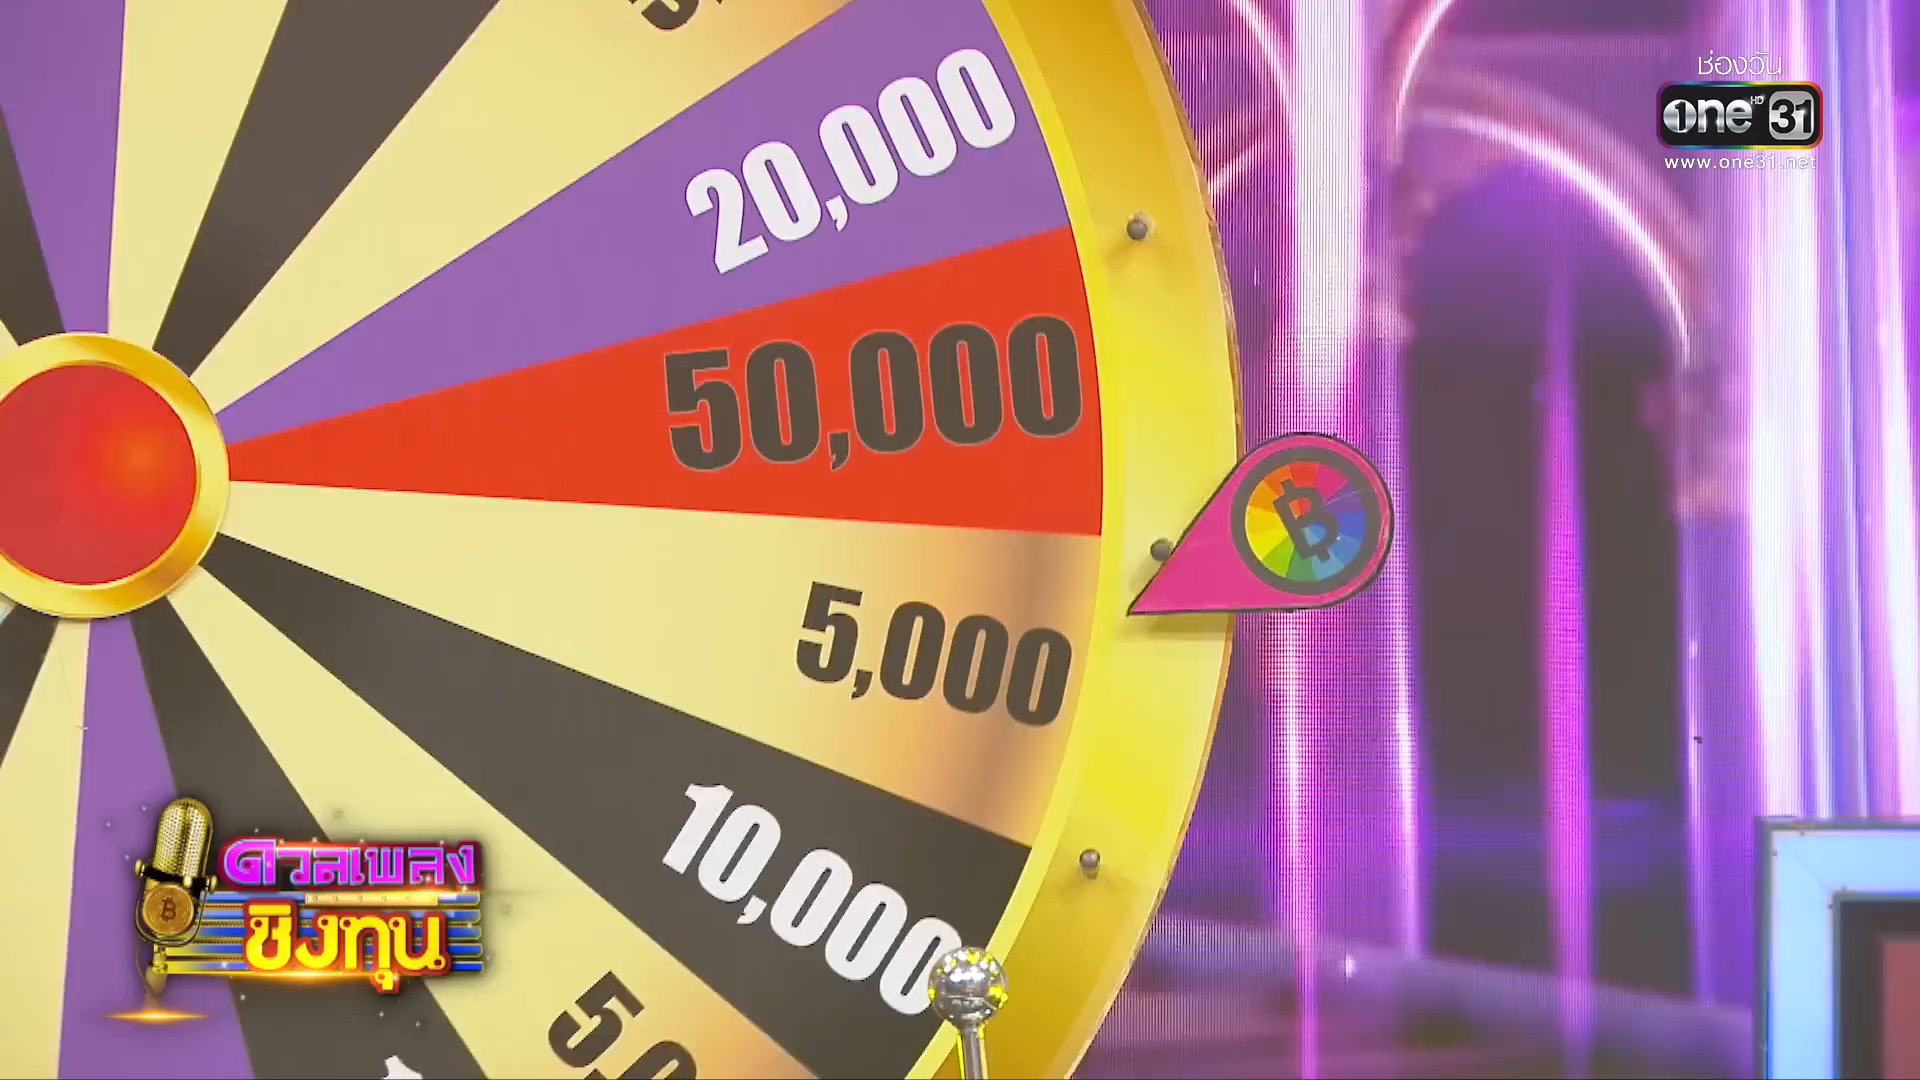 ช่องวัน
one HD 31
www.one31.net
20,000
50,000
5,000
10,000
ดวลเพลง
ชิงทุน